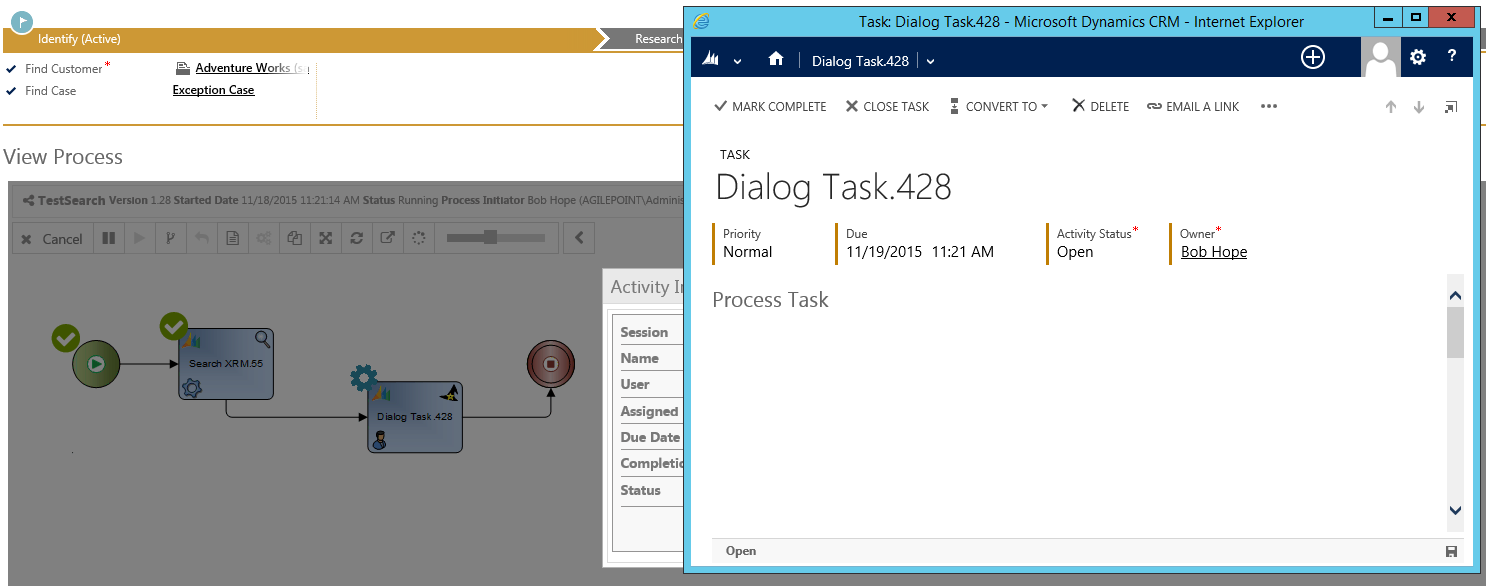 Identify (Active)
Research
Find Customer*
Adventure Works (s
Find Case
Exception Case
View Process
TestSearch Version 1.28 Started Date 11/18/2015 11:21:14 AM Status Running Process Initiator Bob Hope (AGILEPOINT\Adminis
Cancel
Search XRM.55
Dialog Task.428
Activity I
Session
Name
User
Assigned
Due Date
Completio
Status
Task: Dialog Task.428 - Microsoft Dynamics CRM - Internet Explorer
Dialog Task.428
?
MARK COMPLETE
CLOSE TASK
CONVERT TO
DELETE
EMAIL A LINK
•••
TASK
Dialog Task.428
Priority
Normal
Due
11/19/2015 11:21 AM
Activity Status*
Open
Owner*
Bob Hope
Process Task
Open